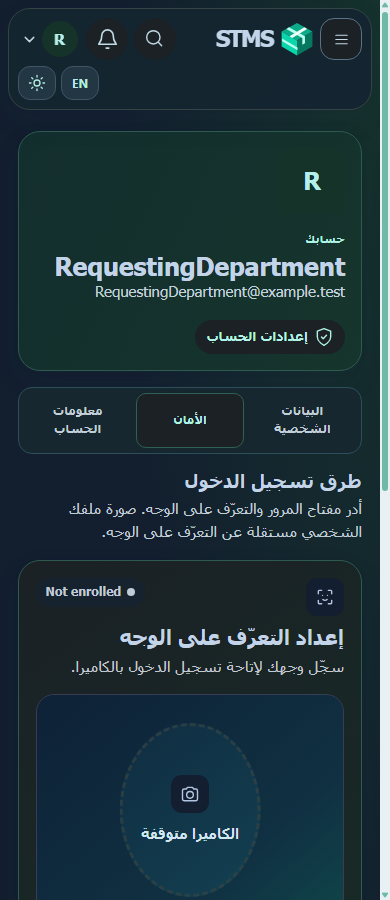 STMS
R
EN
R
حسابك
RequestingDepartment
RequestingDepartment@example.test
إعدادات الحساب
البيانات الشخصية
الأمان
معلومات الحساب
طرق تسجيل الدخول
أدر مفتاح المرور والتعرّف على الوجه. صورة ملفك
الشخصي مستقلة عن التعرّف على الوجه.
Not enrolled
إعداد التعرّف على الوجه
سجّل وجهك لإتاحة تسجيل الدخول بالكاميرا.
الكاميرا متوقفة